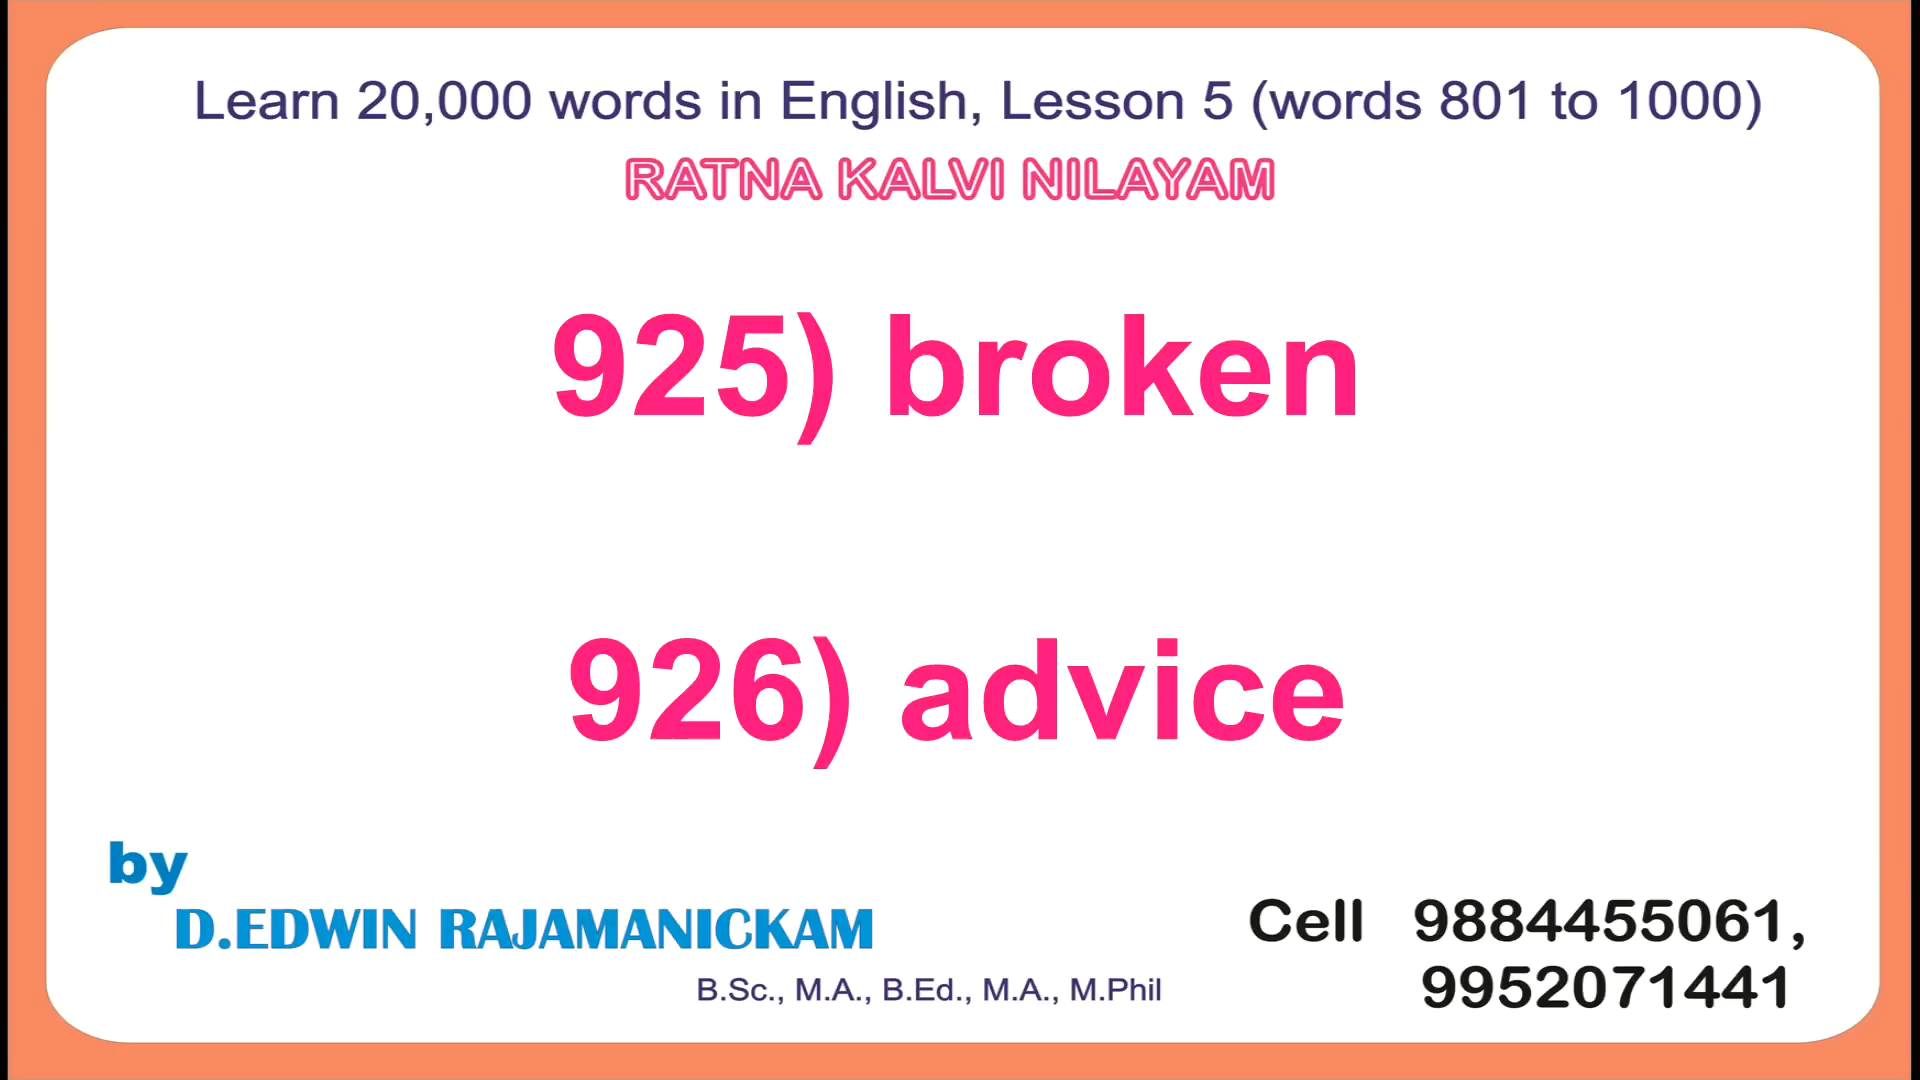 Learn 20,000 words in English, Lesson 5 (words 801 to 1000)
RATNA KALVI NILAYAM
925) broken
926) advice
by
D.EDWIN RAJAMANICKAM
B.Sc., M.A., B.Ed., M.A., M.Phil
Cell 9884455061,
9952071441